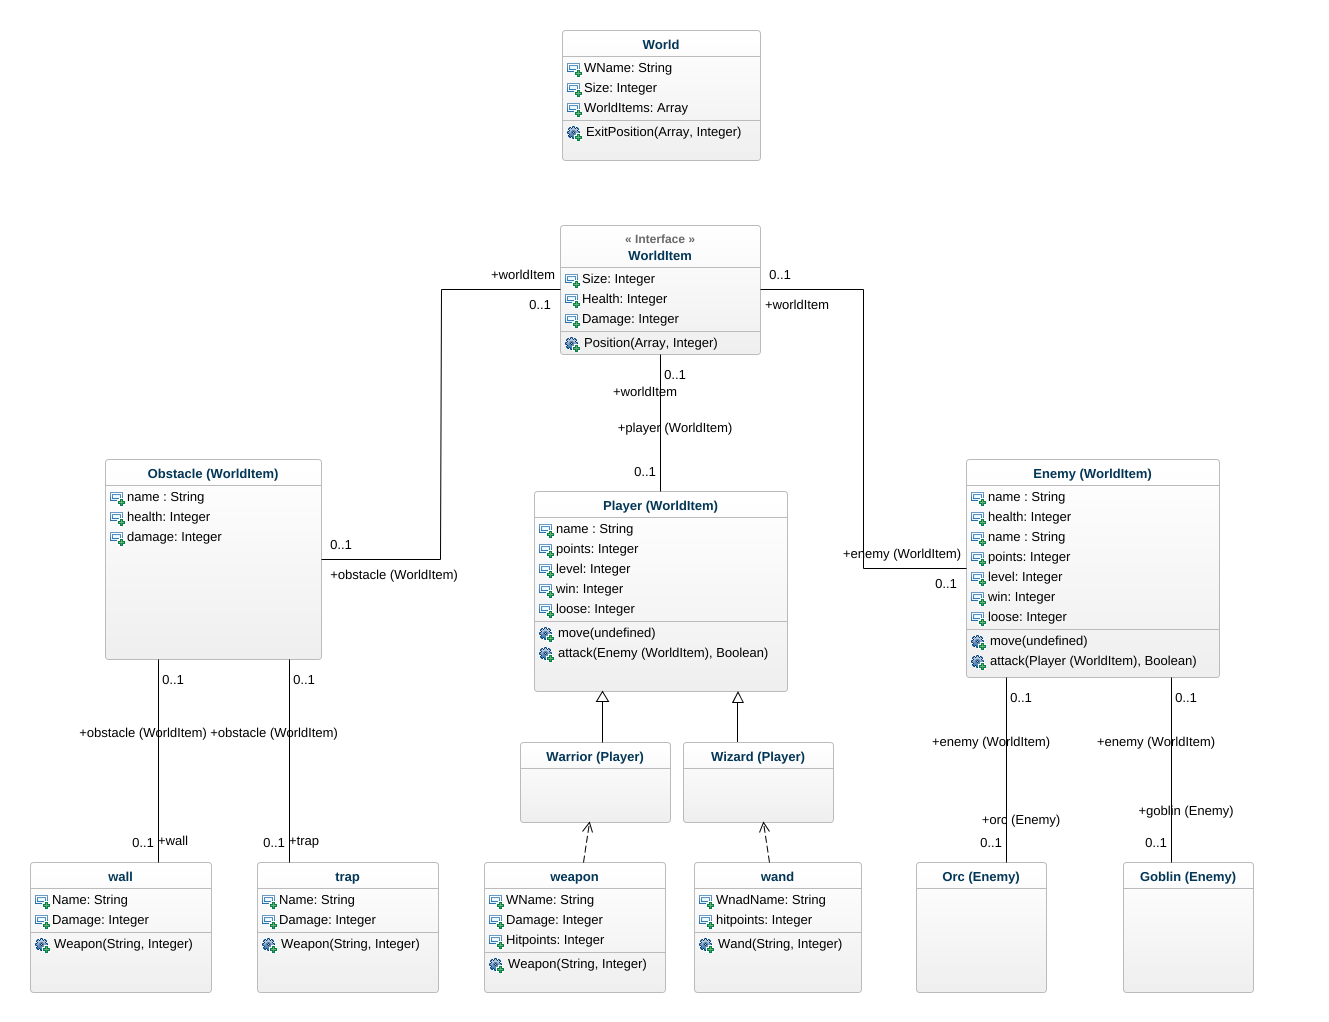 World
WName: String
Size: Integer
WorldItems: Array
ExitPosition(Array, Integer)
« Interface »
WorldItem
Size: Integer
Health: Integer
Damage: Integer
Position(Array, Integer)
+worldItem
0..1
0..1
+worldItem
0..1
+worldItem
+player (WorldItem)
0..1
Obstacle (WorldItem)
name : String
health: Integer
damage: Integer
0..1
+obstacle (WorldItem)
Player (WorldItem)
name : String
points: Integer
level: Integer
win: Integer
loose: Integer
move(undefined)
attack(Enemy (WorldItem), Boolean)
+enemy (WorldItem)
0..1
Enemy (WorldItem)
name : String
health: Integer
name : String
points: Integer
level: Integer
win: Integer
loose: Integer
move(undefined)
attack(Player (WorldItem), Boolean)
0..1
0..1
+obstacle (WorldItem)
+obstacle (WorldItem)
0..1
+wall
0..1
+trap
Warrior (Player)
Wizard (Player)
0..1
0..1
+enemy (WorldItem)
+enemy (WorldItem)
+orc (Enemy)
0..1
+goblin (Enemy)
0..1
wall
Name: String
Damage: Integer
Weapon(String, Integer)
trap
Name: String
Damage: Integer
Weapon(String, Integer)
weapon
WName: String
Damage: Integer
Hitpoints: Integer
Weapon(String, Integer)
wand
WnadName: String
hitpoints: Integer
Wand(String, Integer)
Orc (Enemy)
Goblin (Enemy)